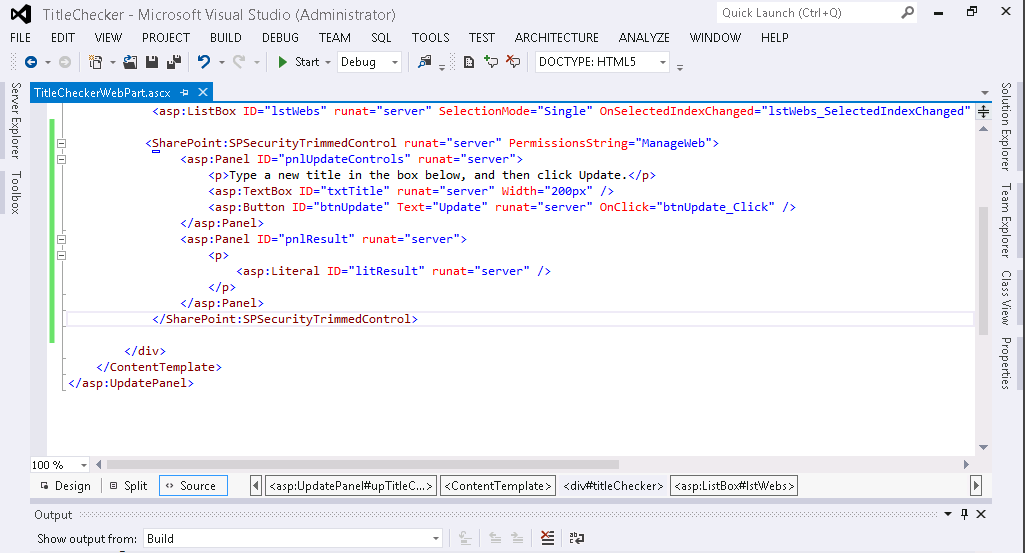 TitleChecker - Microsoft Visual Studio (Administrator)
Quick Launch (Ctrl+Q)
FILE EDIT VIEW PROJECT BUILD DEBUG TEAM SQL TOOLS TEST ARCHITECTURE ANALYZE WINDOW HELP
Start Debug DOCTYPE: HTML5
Server Explorer
Toolbox
TitleCheckerWebPart.ascx
<asp:ListBox ID="lstWebs" runat="server" SelectionMode="Single" OnSelectedIndexChanged="lstWebs_SelectedIndexChanged"
<SharePoint:SPSecurityTrimmedControl runat="server" PermissionsString="ManageWeb">
<asp:Panel ID="pnlUpdateControls" runat="server">
<p>Type a new title in the box below, and then click Update.</p>
<asp:TextBox ID="txtTitle" runat="server" Width="200px" />
<asp:Button ID="btnUpdate" Text="Update" runat="server" OnClick="btnUpdate_Click" />
</asp:Panel>
<asp:Panel ID="pnlResult" runat="server">
<p>
<asp:Literal ID="litResult" runat="server" />
</p>
</asp:Panel>
</SharePoint:SPSecurityTrimmedControl>
</div>
</ContentTemplate>
</asp:UpdatePanel>
Solution Explorer
Team Explorer
Class View
Properties
100 %
Design Split Source <asp:UpdatePanel#upTitleC...> <ContentTemplate> <div#titleChecker> <asp:ListBox#lstWebs>
Output
Show output from: Build